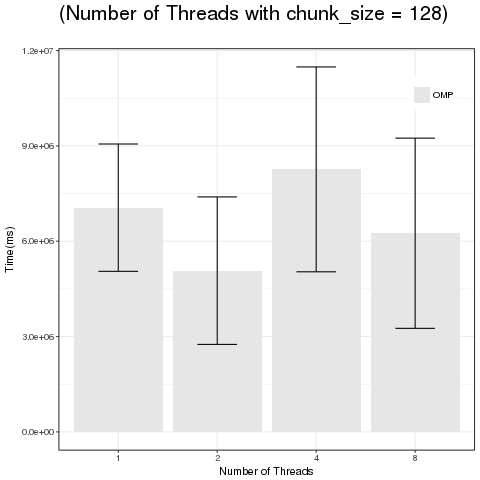 (Number of Threads with chunk_size = 128)
1.2e+07
OMP
9.0e+06
6.0e+06
Time(ms)
3.0e+06
0.0e+00
1 2 4 8
Number of Threads